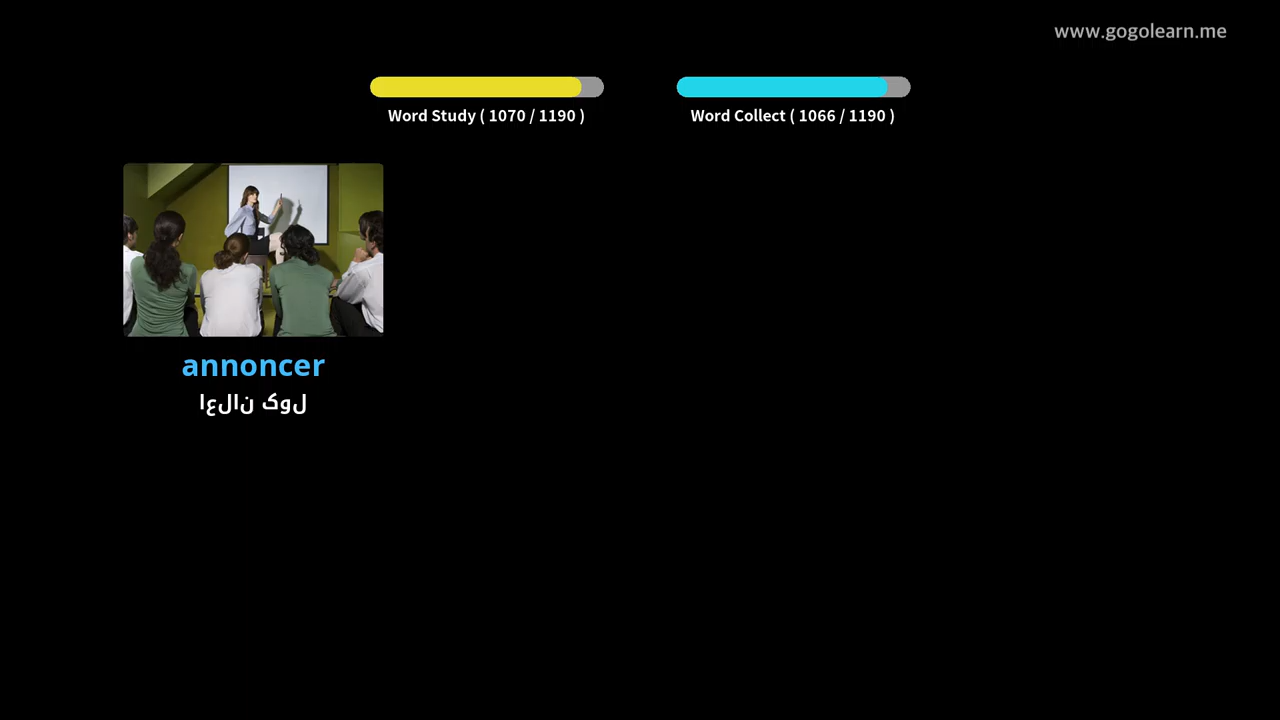 www.gogolearn.me
Word Study ( 1070 / 1190 )
Word Collect ( 1066 / 1190 )
annoncer
اعلان کول